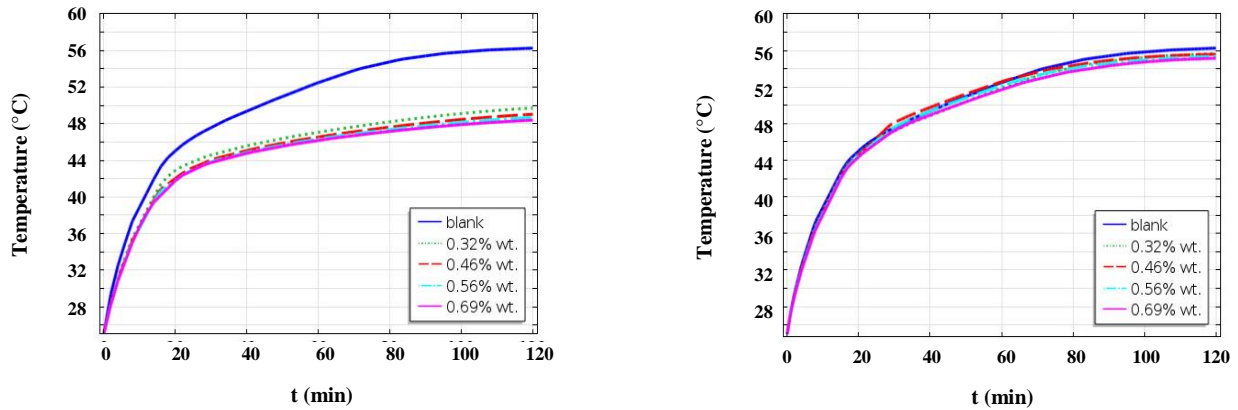 60
56
52
48
44
40
36
32
28
Temperature (°C)
blank
0.32% wt.
0.46% wt.
0.56% wt.
0.69% wt.
0 20 40 60 80 100 120
t (min)
60
56
52
48
44
40
36
32
28
Temperature (°C)
blank
0.32% wt.
0.46% wt.
0.56% wt.
0.69% wt.
0 20 40 60 80 100 120
t (min)